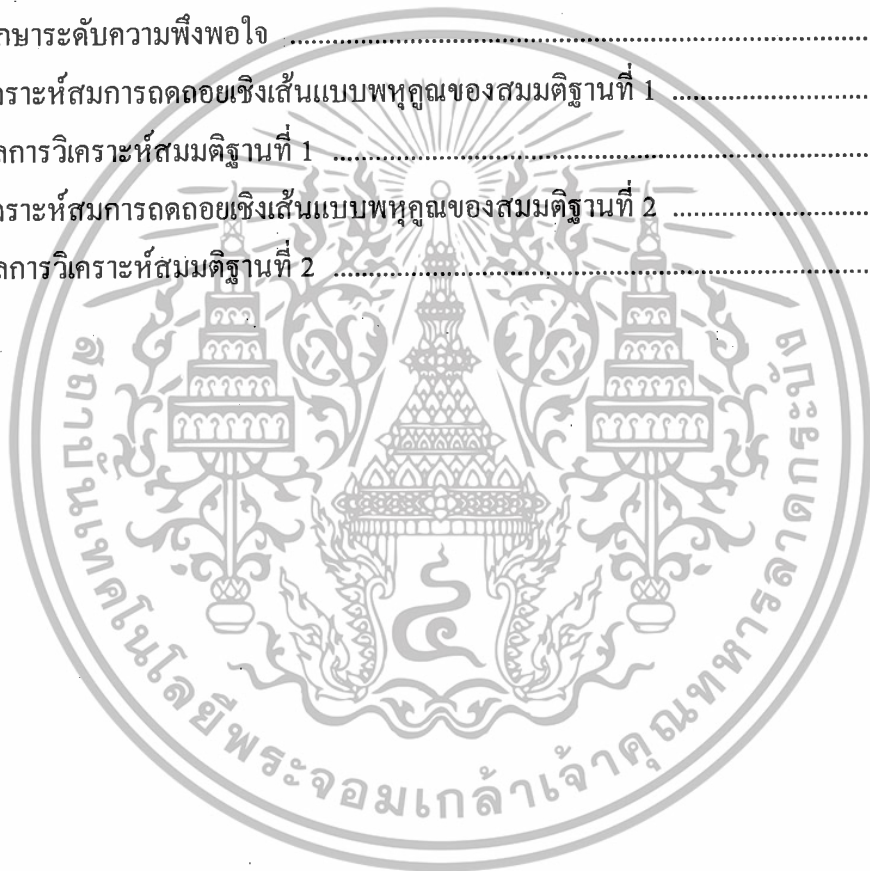 กษาระดับความพึงพอใจ ................................................................
คราะห์สมการถดถอยเชิงเส้นแบบพหุคูณของสมมติฐานที่ 1 ......................
ลการวิเคราะห์สมมติฐานที่ 1 ..........................................................
คราะห์สมการถดถอยเชิงเส้นแบบพหุคูณของสมมติฐานที่ 2 ......................
ลการวิเคราะห์สมมติฐานที่ 2 ..........................................................
สถาบันเทคโนโลยีพระจอมเกล้าเจ้าคุณทหารลาดกระบัง
๔